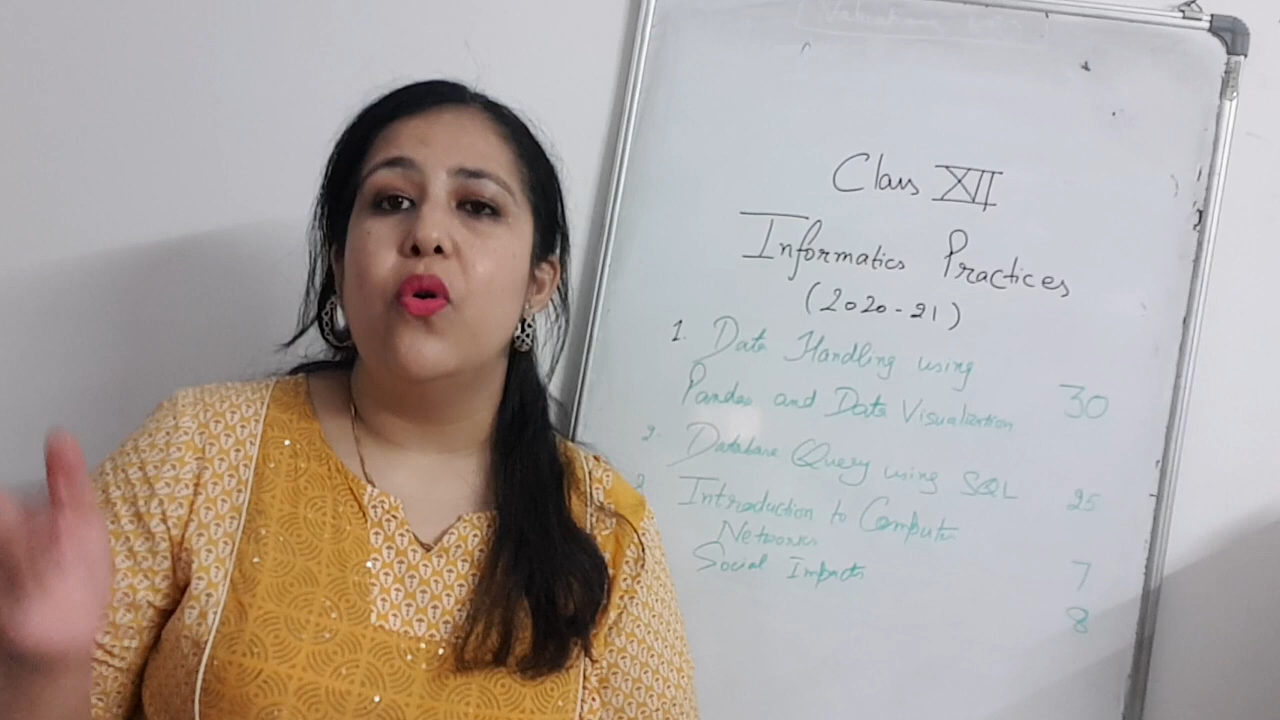 Class XII
Informatics Practices
(2020-21)
1. Data Handling using
Pandas and Data Visualization 30
2. Database Query using SQL 25
3 Introduction to Computer
Networks 7
Social Impacts 8